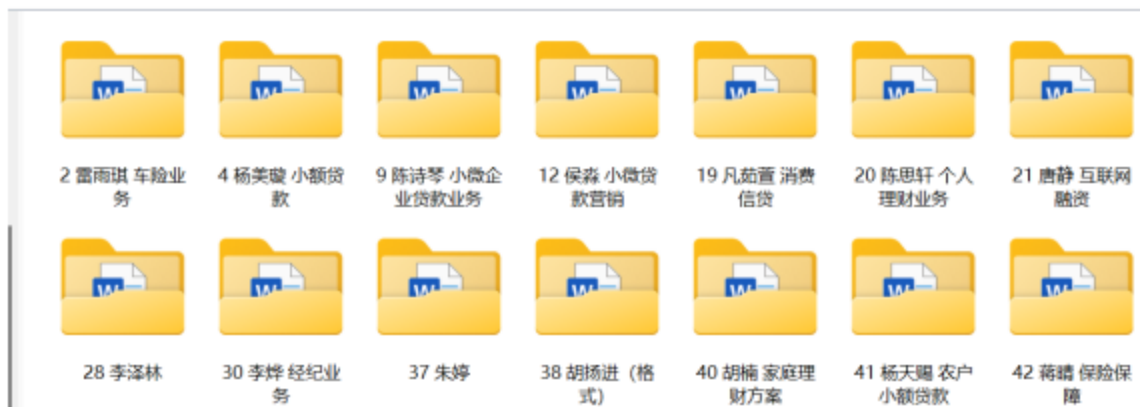 2 雷雨琪 车险业
务
4 杨美璇 小额贷
款
9 陈诗琴 小微企
业贷款业务
12 侯淼 小微贷
款营销
19 凡茹萱 消费
信贷
20 陈思轩 个人
理财业务
21 唐静 互联网
融资
28 李泽林
30 李烨 经纪业
务
37 朱婷
38 胡扬进（格
式）
40 胡楠 家庭理
财方案
41 杨天赐 农户
小额贷款
42 蒋晴 保险保
障